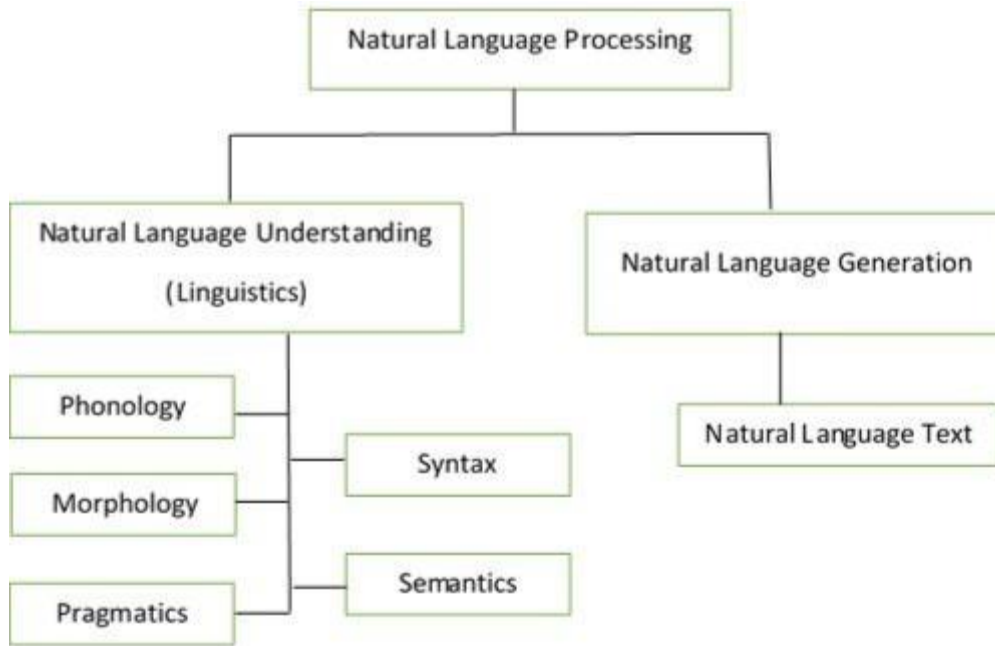 Natural Language Processing
Natural Language Understanding
(Linguistics)
Natural Language Generation
Phonology
Natural Language Text
Syntax
Morphology
Semantics
Pragmatics